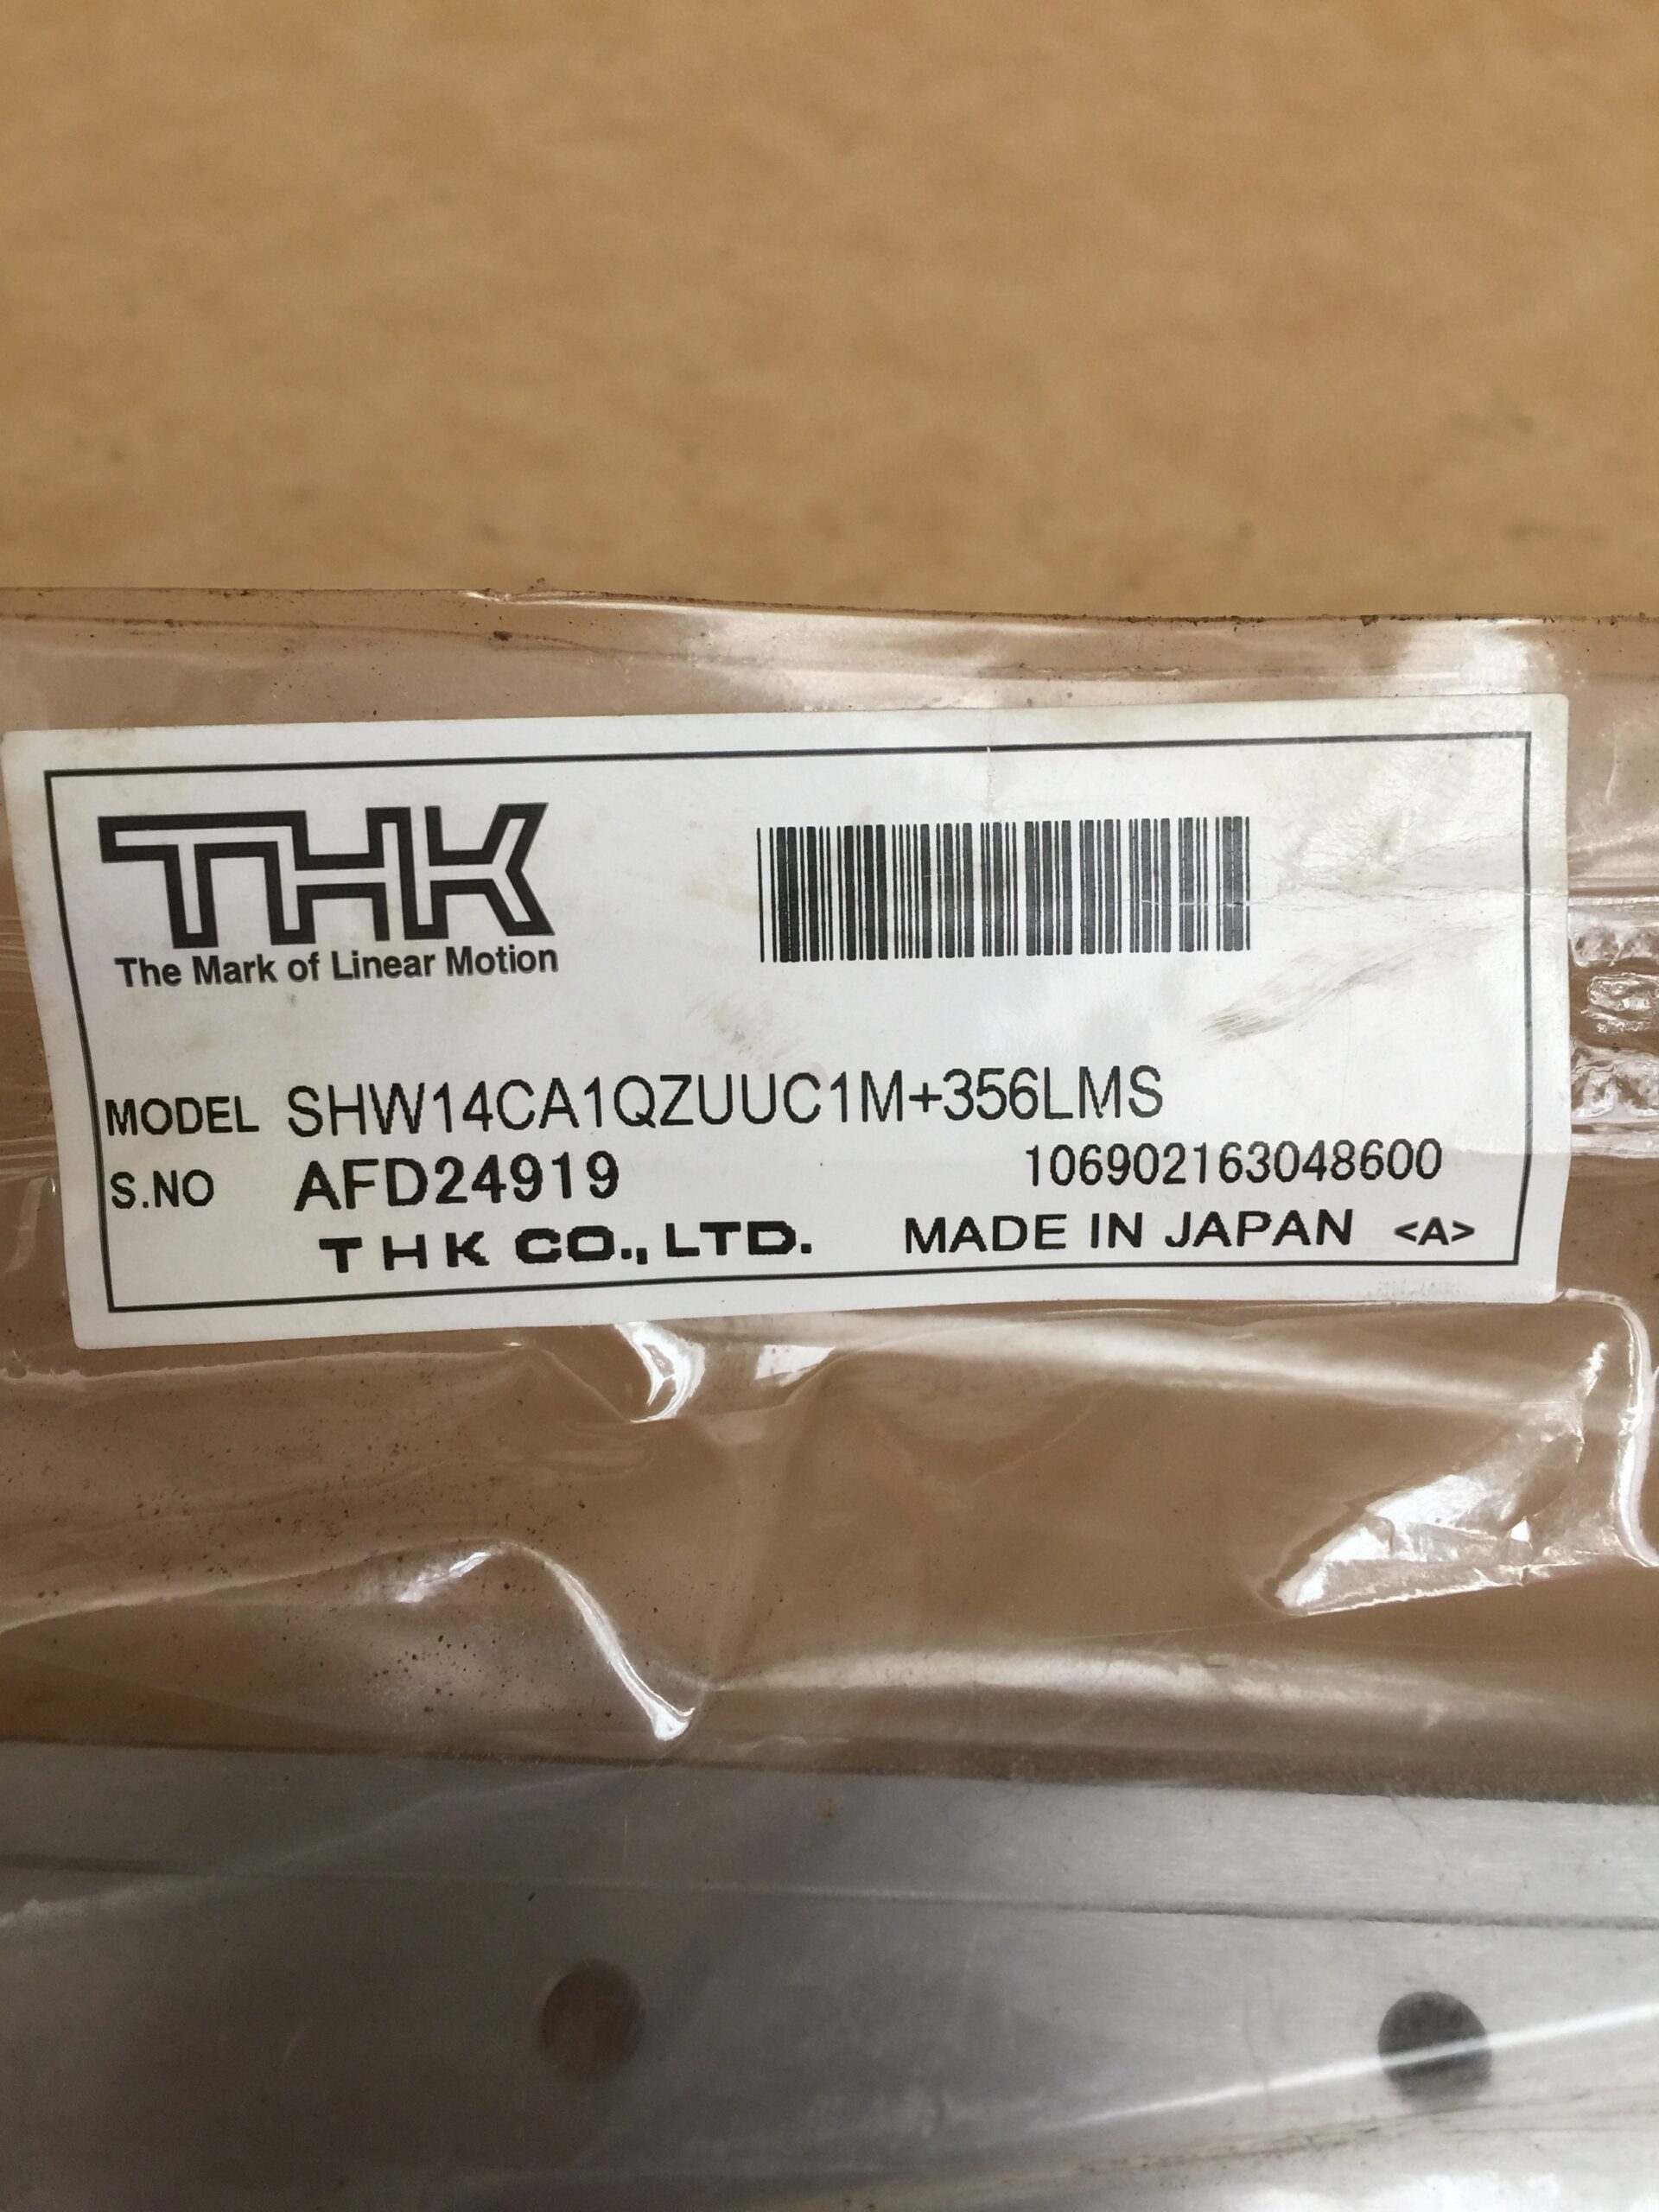 THK
The Mark of Linear Motion
MODEL SHW14CA1QZUUC1M+356LMS
S.NO AFD24919 106902163048600
THK CO., LTD. MADE IN JAPAN <A>